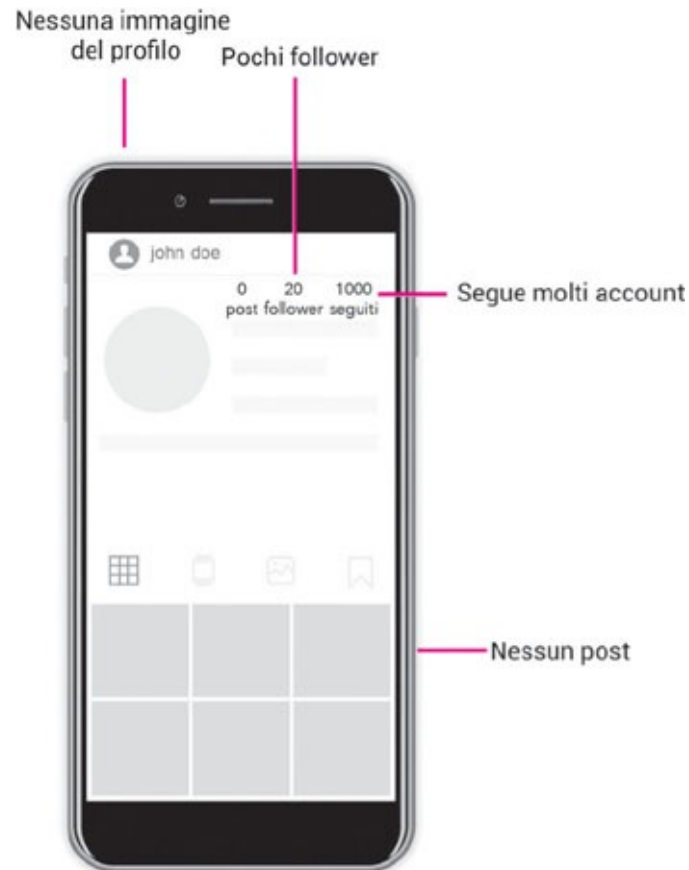 Nessuna immagine
del profilo
Pochi follower
john doe
0 20 1000
post follower seguiti
Segue molti account
Nessun post